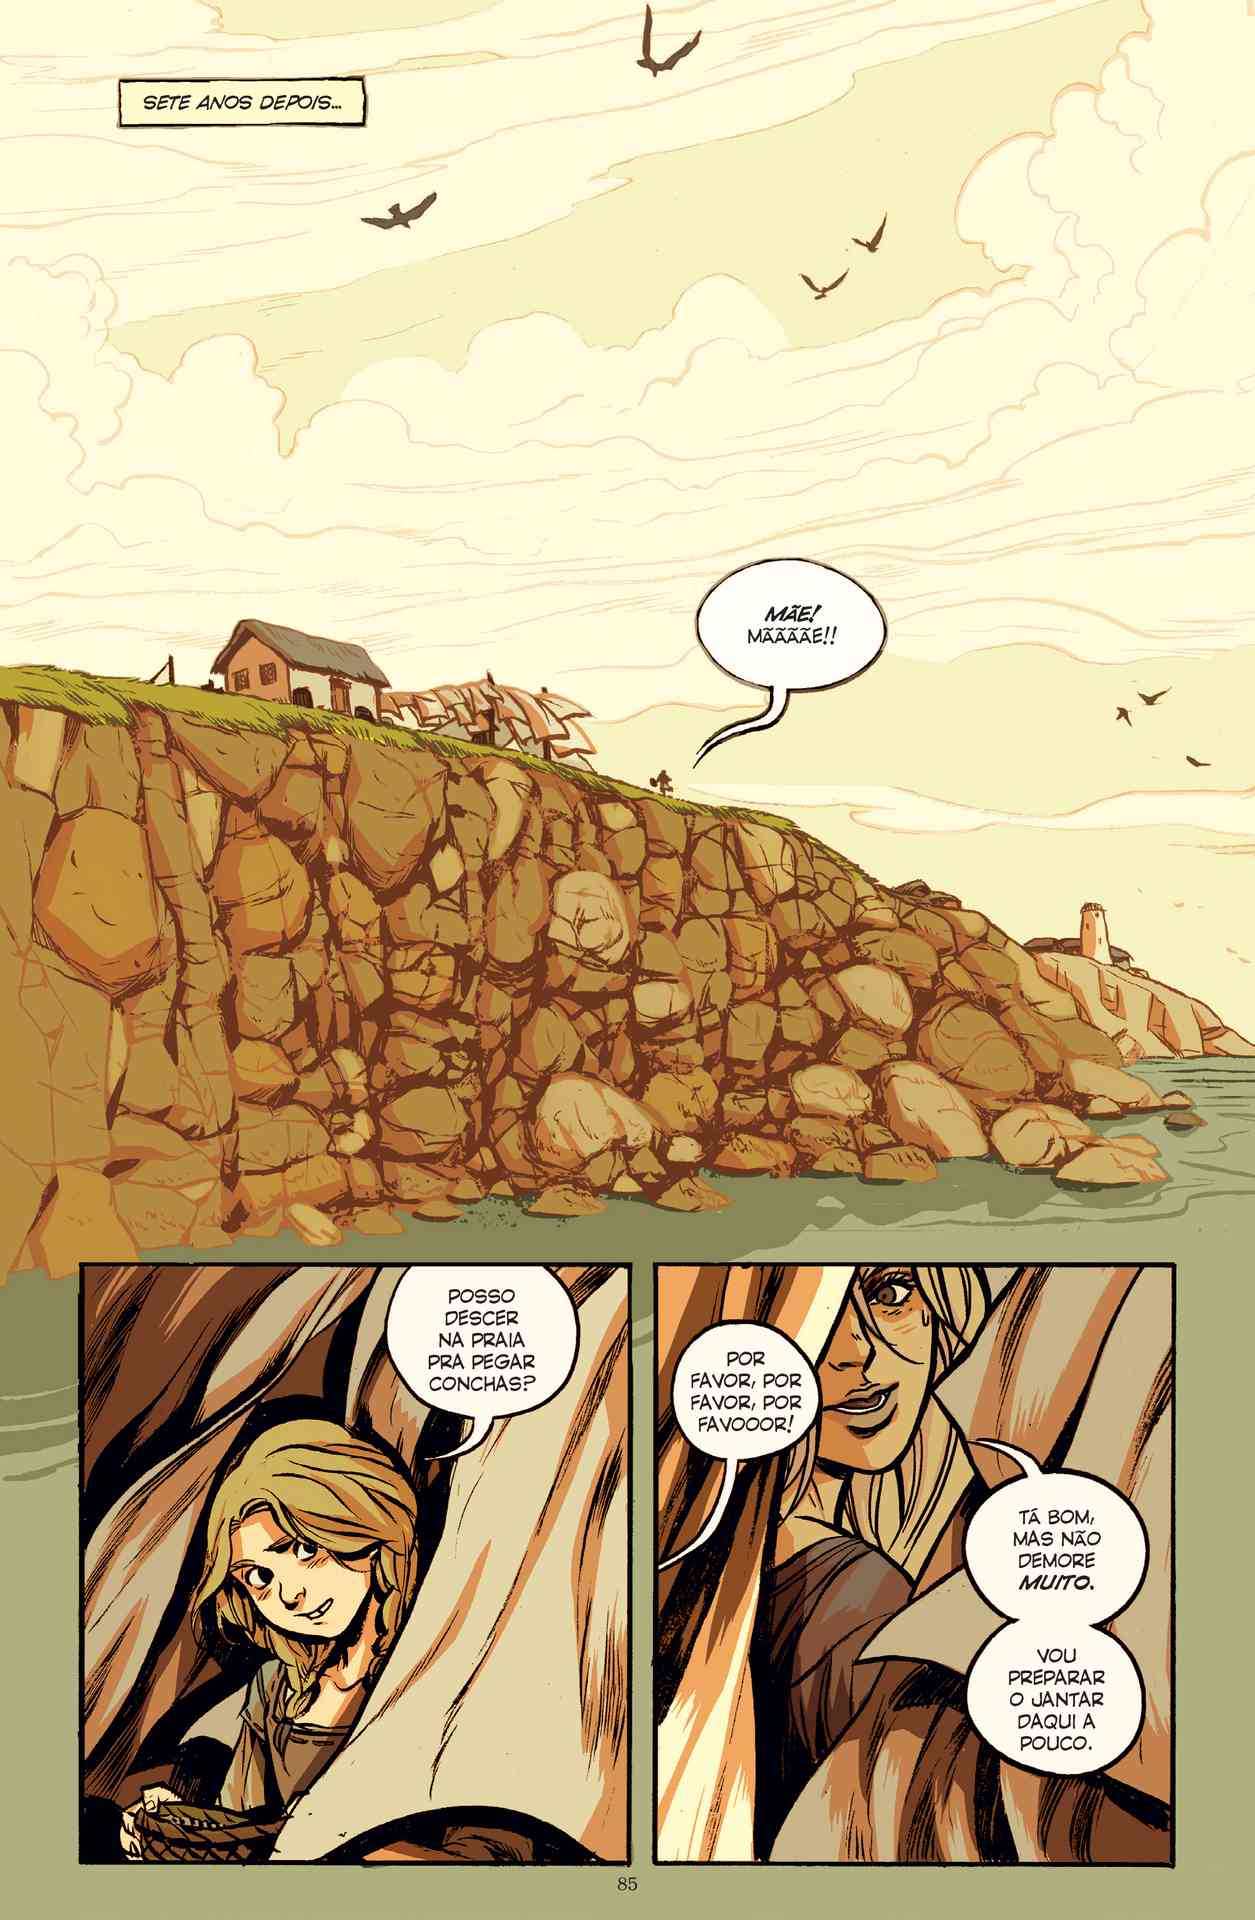 SETE ANOS DEPOIS...
MÃE!
MÃÃÃÃE!!
POSSO
DESCER
NA PRAIA
PRA PEGAR
CONCHAS?
POR
FAVOR, POR
FAVOR, POR
FAVOOOR!
TÁ BOM,
MAS NÃO
DEMORE
MUITO.
VOU
PREPARAR
O JANTAR
DAQUI A
POUCO.
85